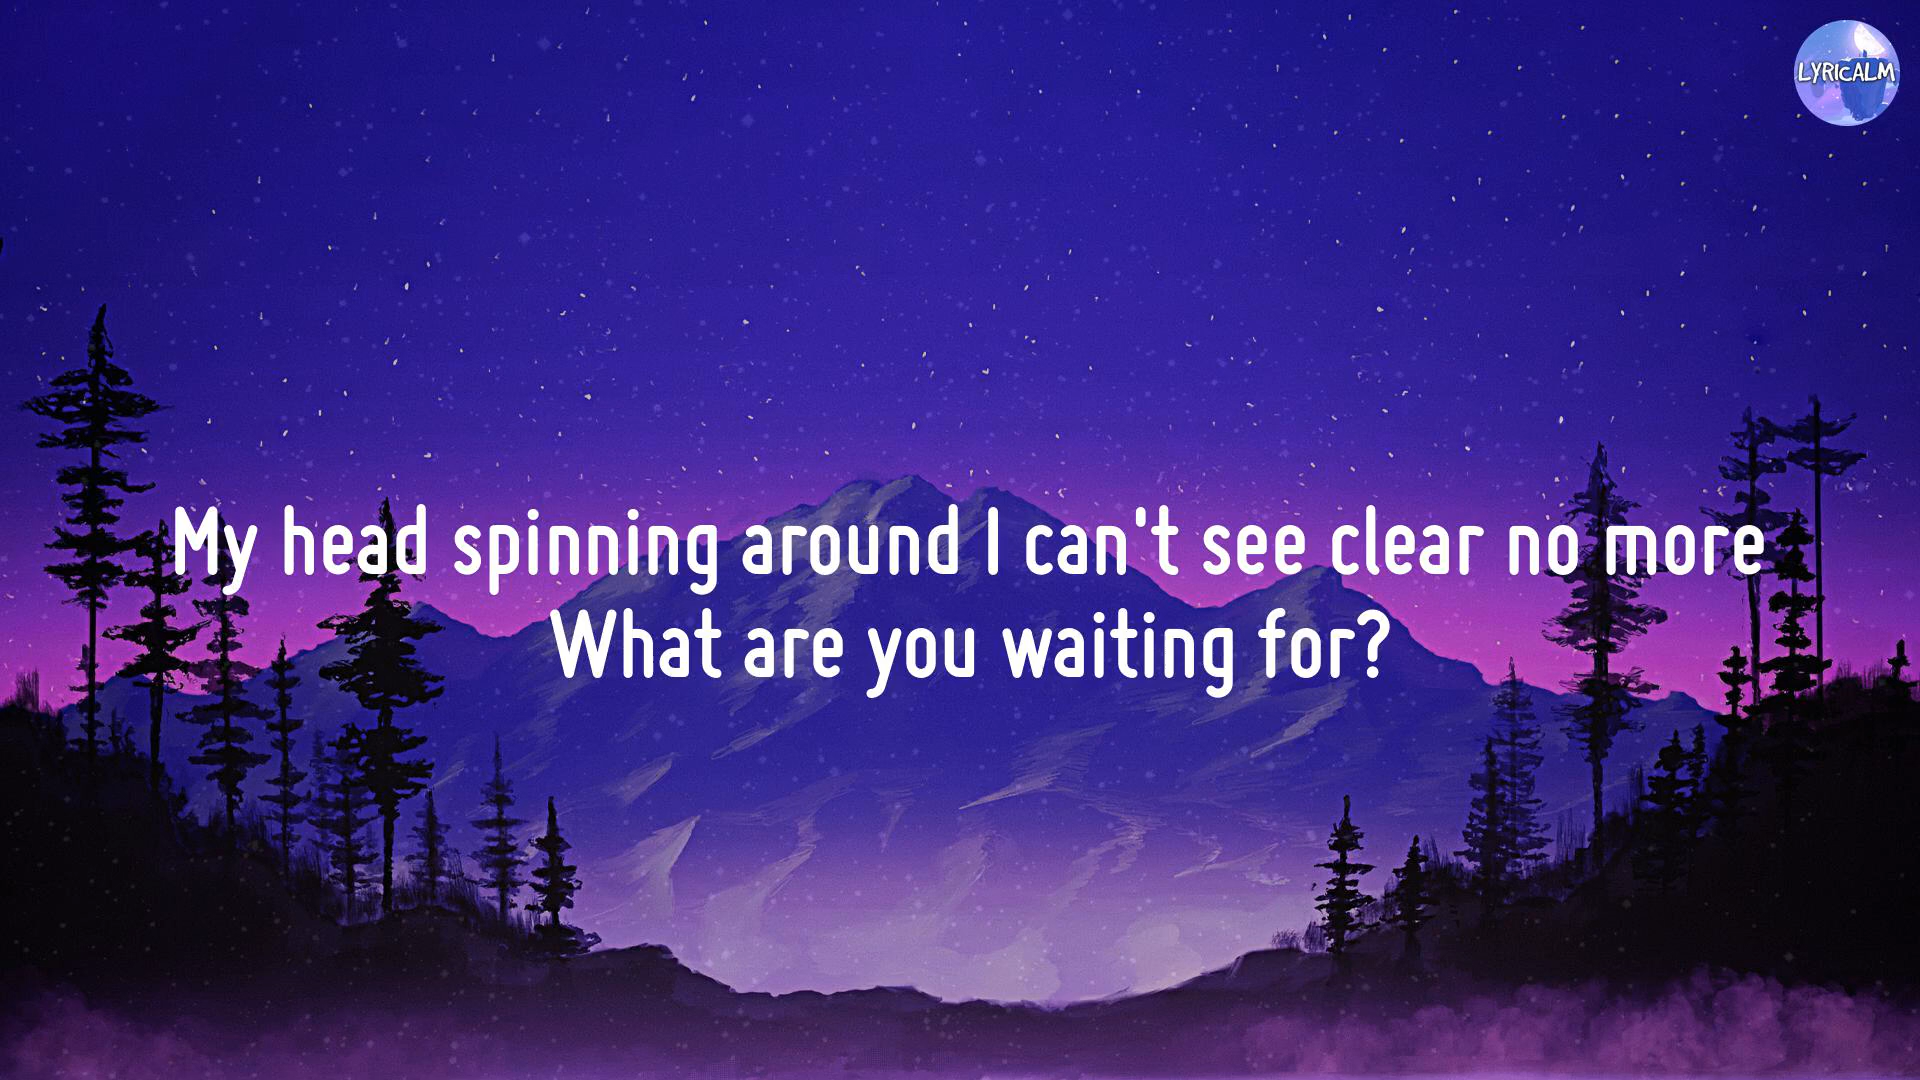 LYRICALM
My head spinning around I can't see clear no more
What are you waiting for?